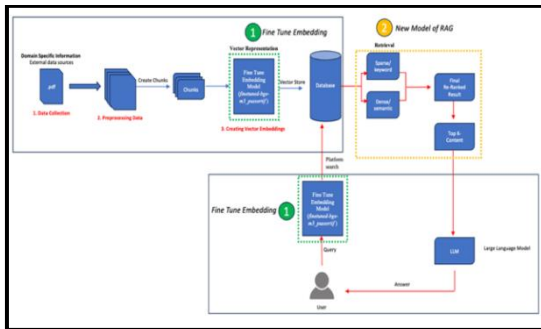 1 Fine Tune Embedding
2 New Model of RAG
Domain Specific Information
External data sources
Vector Representation
Retrieval
.pdf
Create Chunks
Chunks
Fine Tune
Embedding
Model
Vector Store
Database
Sparse/
keyword
Dense/
semantic
Final
Re-Ranked
Result
Top-K
Content
1. Data Collection
2. Preprocessing Data
3. Creating Vector Embeddings
search
Fine Tune Embedding 1
Fine Tune
Embedding
Model
Query
User
LLM
Large Language Model
Answer